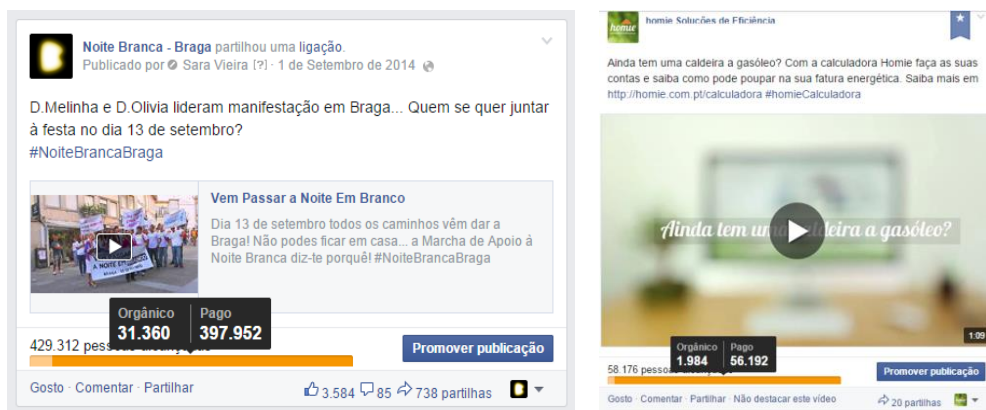 Noite Branca - Braga partilhou uma ligação.
Publicado por Sara Vieira [?] · 1 de Setembro de 2014
D.Melinha e D.Olivia lideram manifestação em Braga... Quem se quer juntar
à festa no dia 13 de setembro?
#NoiteBrancaBraga
Vem Passar a Noite Em Branco
Dia 13 de setembro todos os caminhos vêm dar a
Braga! Não podes ficar em casa... a Marcha de Apoio à
Noite Branca diz-te porquê! #NoiteBrancaBraga
A NOITE EM BRANCO
Orgânico Pago
31.360 397.952
429.312
Promover publicação
Gosto · Comentar · Partilhar
3.584 85 738 partilhas
homie
homie Soluções de Eficiência
Ainda tem uma caldeira a gasóleo? Com a calculadora Homie faça as suas
contas e saiba como pode poupar na sua fatura energética. Saiba mais em
http://homie.com.pt/calculadora #homieCalculadora
Ainda tem uma caldeira a gasóleo?
1:09
Orgânico Pago
1.984 56.192
58.176
Promover publicação
Gosto · Comentar · Partilhar · Não destacar este vídeo
20 partilhas